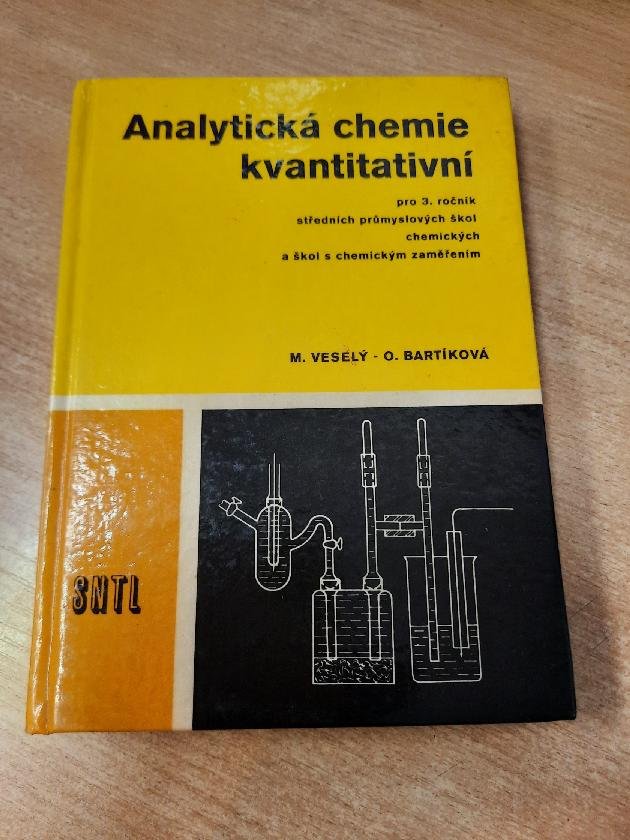 Analytická chemie
kvantitativní
pro 3. ročník
středních průmyslových škol
chemických
a škol s chemickým zaměřením
M. VESELÝ - O. BARTÍKOVÁ
SNTL